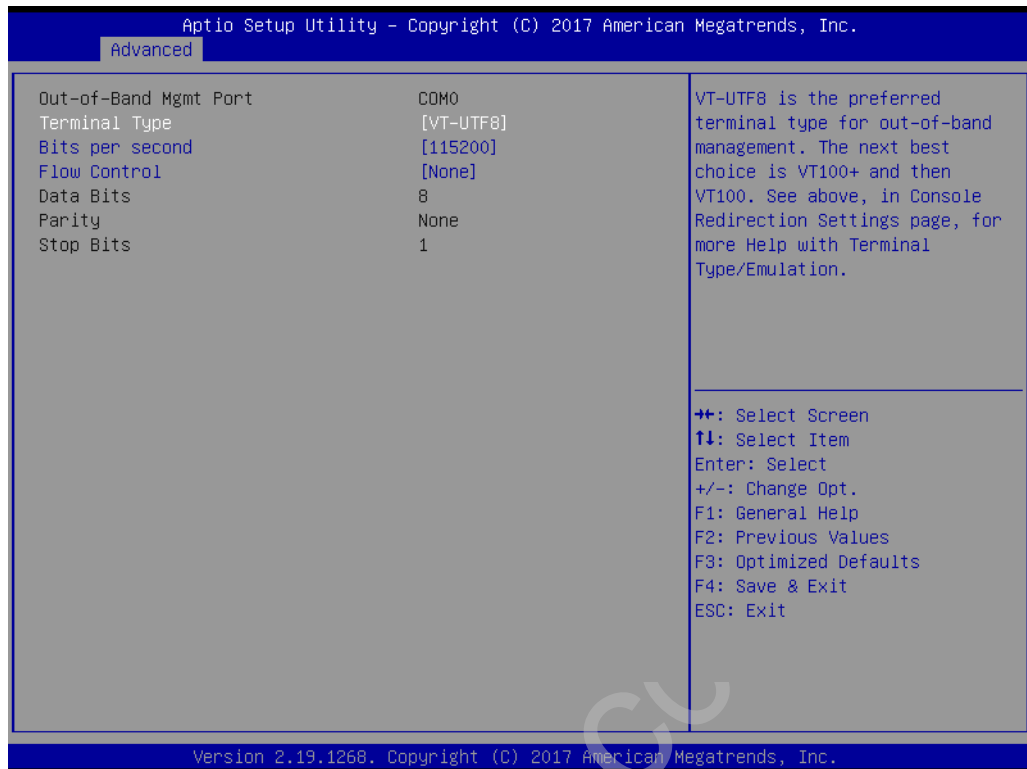 Aptio Setup Utility – Copyright (C) 2017 American Megatrends, Inc.
Advanced
Out-of-Band Mgmt Port COM0
Terminal Type [VT-UTF8]
Bits per second [115200]
Flow Control [None]
Data Bits 8
Parity None
Stop Bits 1
VT-UTF8 is the preferred
terminal type for out-of-band
management. The next best
choice is VT100+ and then
VT100. See above, in Console
Redirection Settings page, for
more Help with Terminal
Type/Emulation.
→←: Select Screen
↑↓: Select Item
Enter: Select
+/-: Change Opt.
F1: General Help
F2: Previous Values
F3: Optimized Defaults
F4: Save & Exit
ESC: Exit
Version 2.19.1268. Copyright (C) 2017 American Megatrends, Inc.